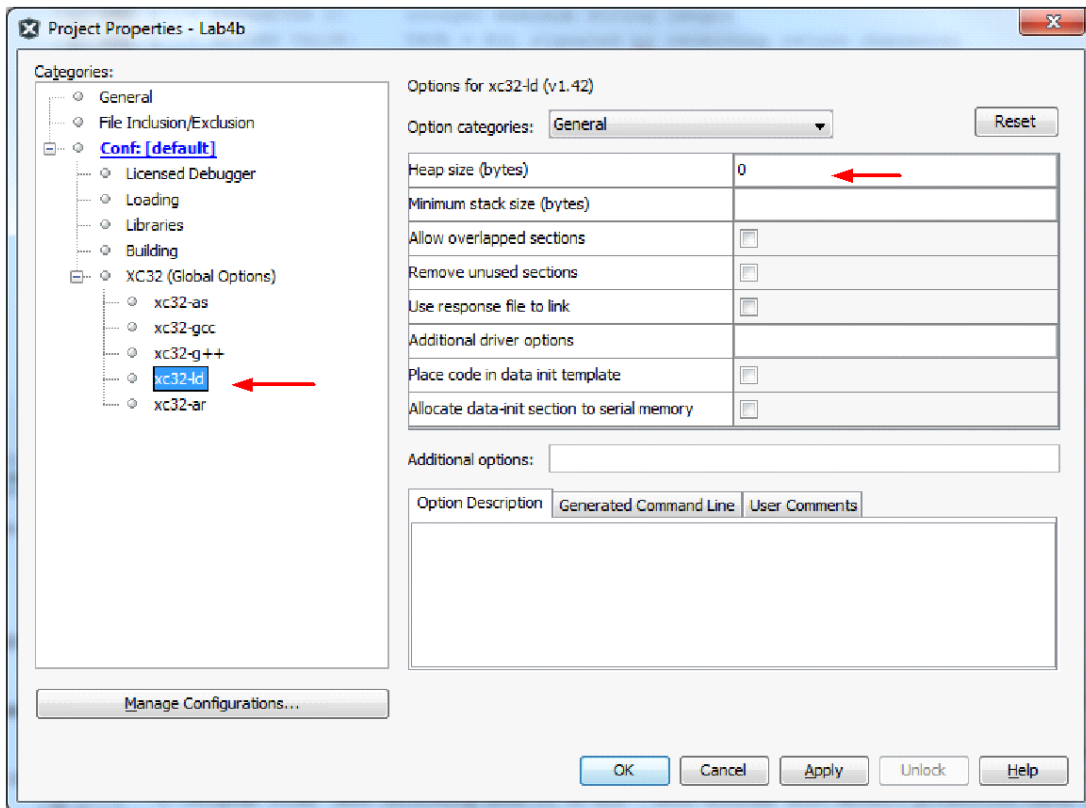 Project Properties - Lab4b
Categories:
General
File Inclusion/Exclusion
Conf: [default]
Licensed Debugger
Loading
Libraries
Building
XC32 (Global Options)
xc32-as
xc32-gcc
xc32-g++
xc32-ld
xc32-ar
Manage Configurations...
Options for xc32-ld (v1.42)
Option categories: General Reset
Heap size (bytes) 0
Minimum stack size (bytes)
Allow overlapped sections
Remove unused sections
Use response file to link
Additional driver options
Place code in data init template
Allocate data-init section to serial memory
Additional options:
Option Description Generated Command Line User Comments
OK Cancel Apply Unlock Help